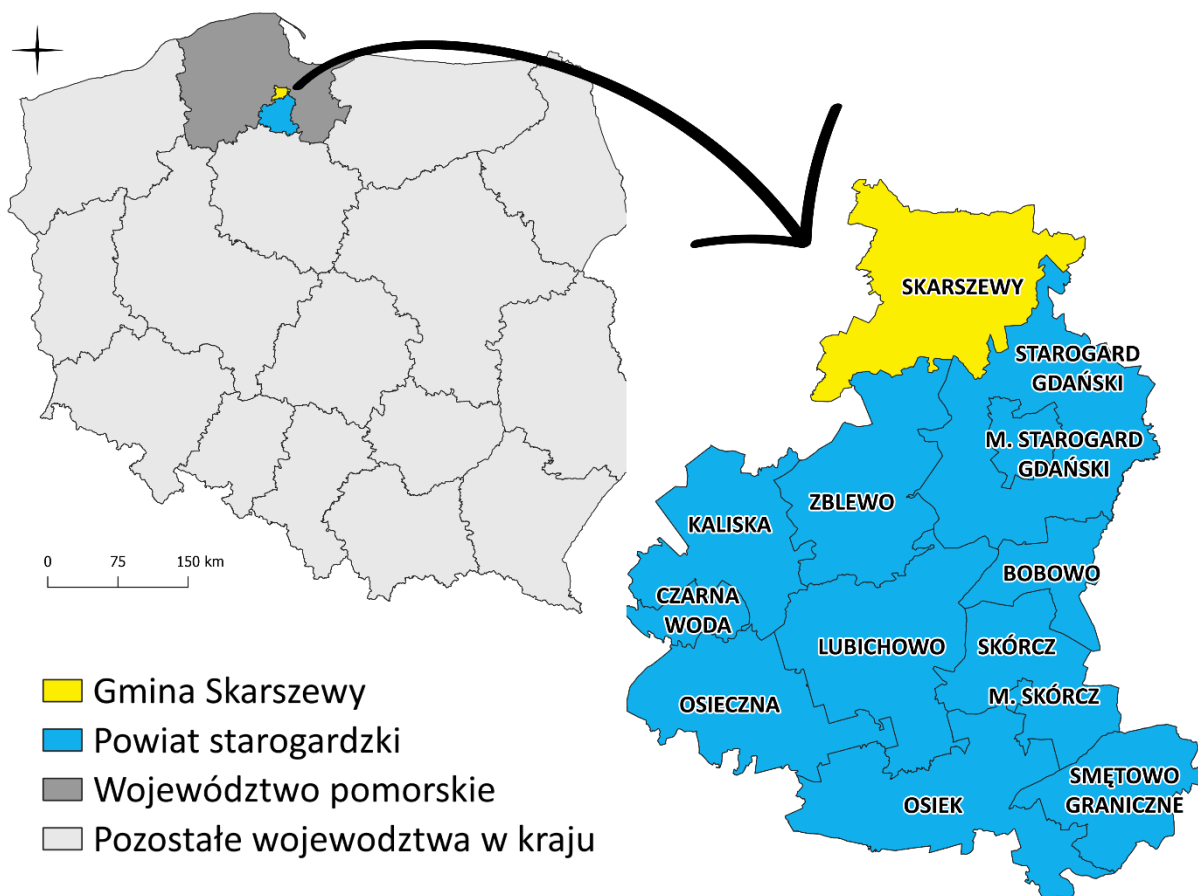 SKARSZEWY
STAROGARD
GDAŃSKI
M. STAROGARD
GDAŃSKI
ZBLEWO
KALISKA
BOBOWO
CZARNA
WODA
LUBICHOWO
SKÓRCZ
OSIECZNA
M. SKÓRCZ
SMĘTOWO
GRANICZNE
OSIEK
0 75 150 km
Gmina Skarszewy
Powiat starogardzki
Województwo pomorskie
Pozostałe wojewodztwa w kraju